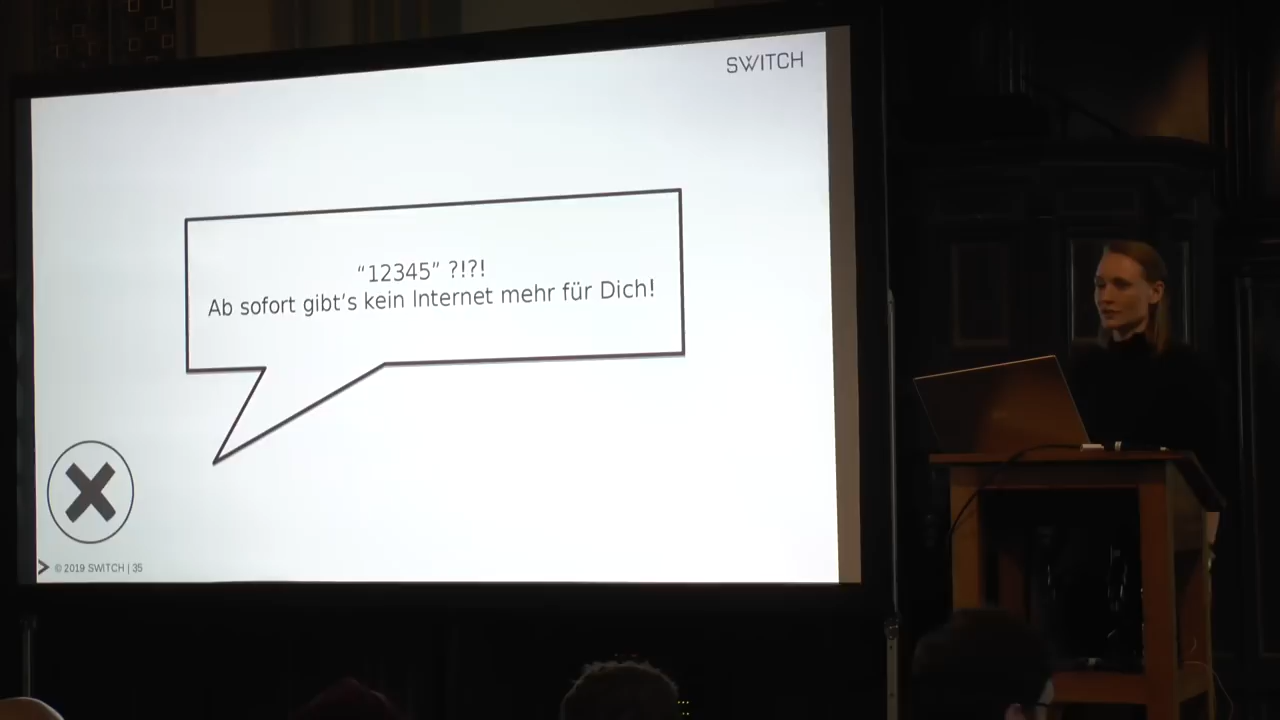 SWITCH
“12345” ?!?!
Ab sofort gibt‘s kein Internet mehr für Dich!
© 2019 SWITCH | 35